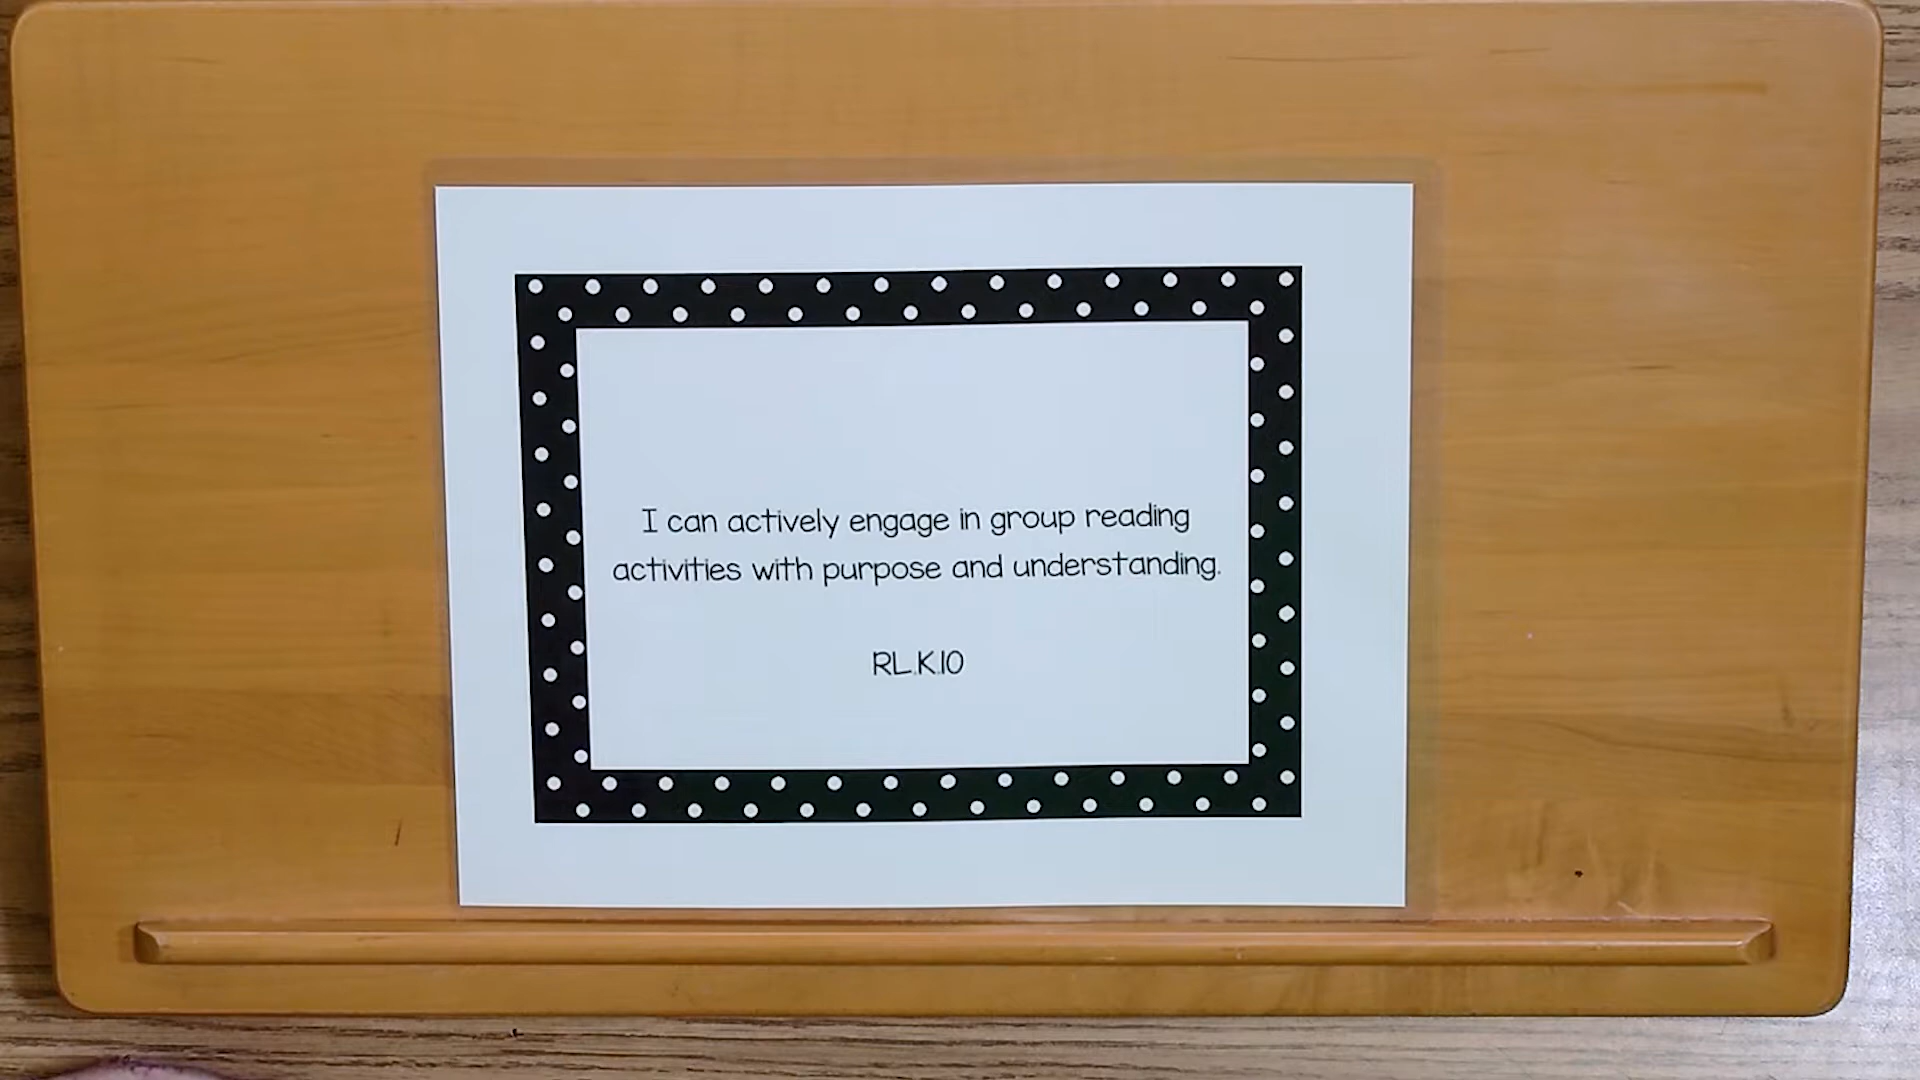 I can actively engage in group reading
activities with purpose and understanding.
RL.K.10